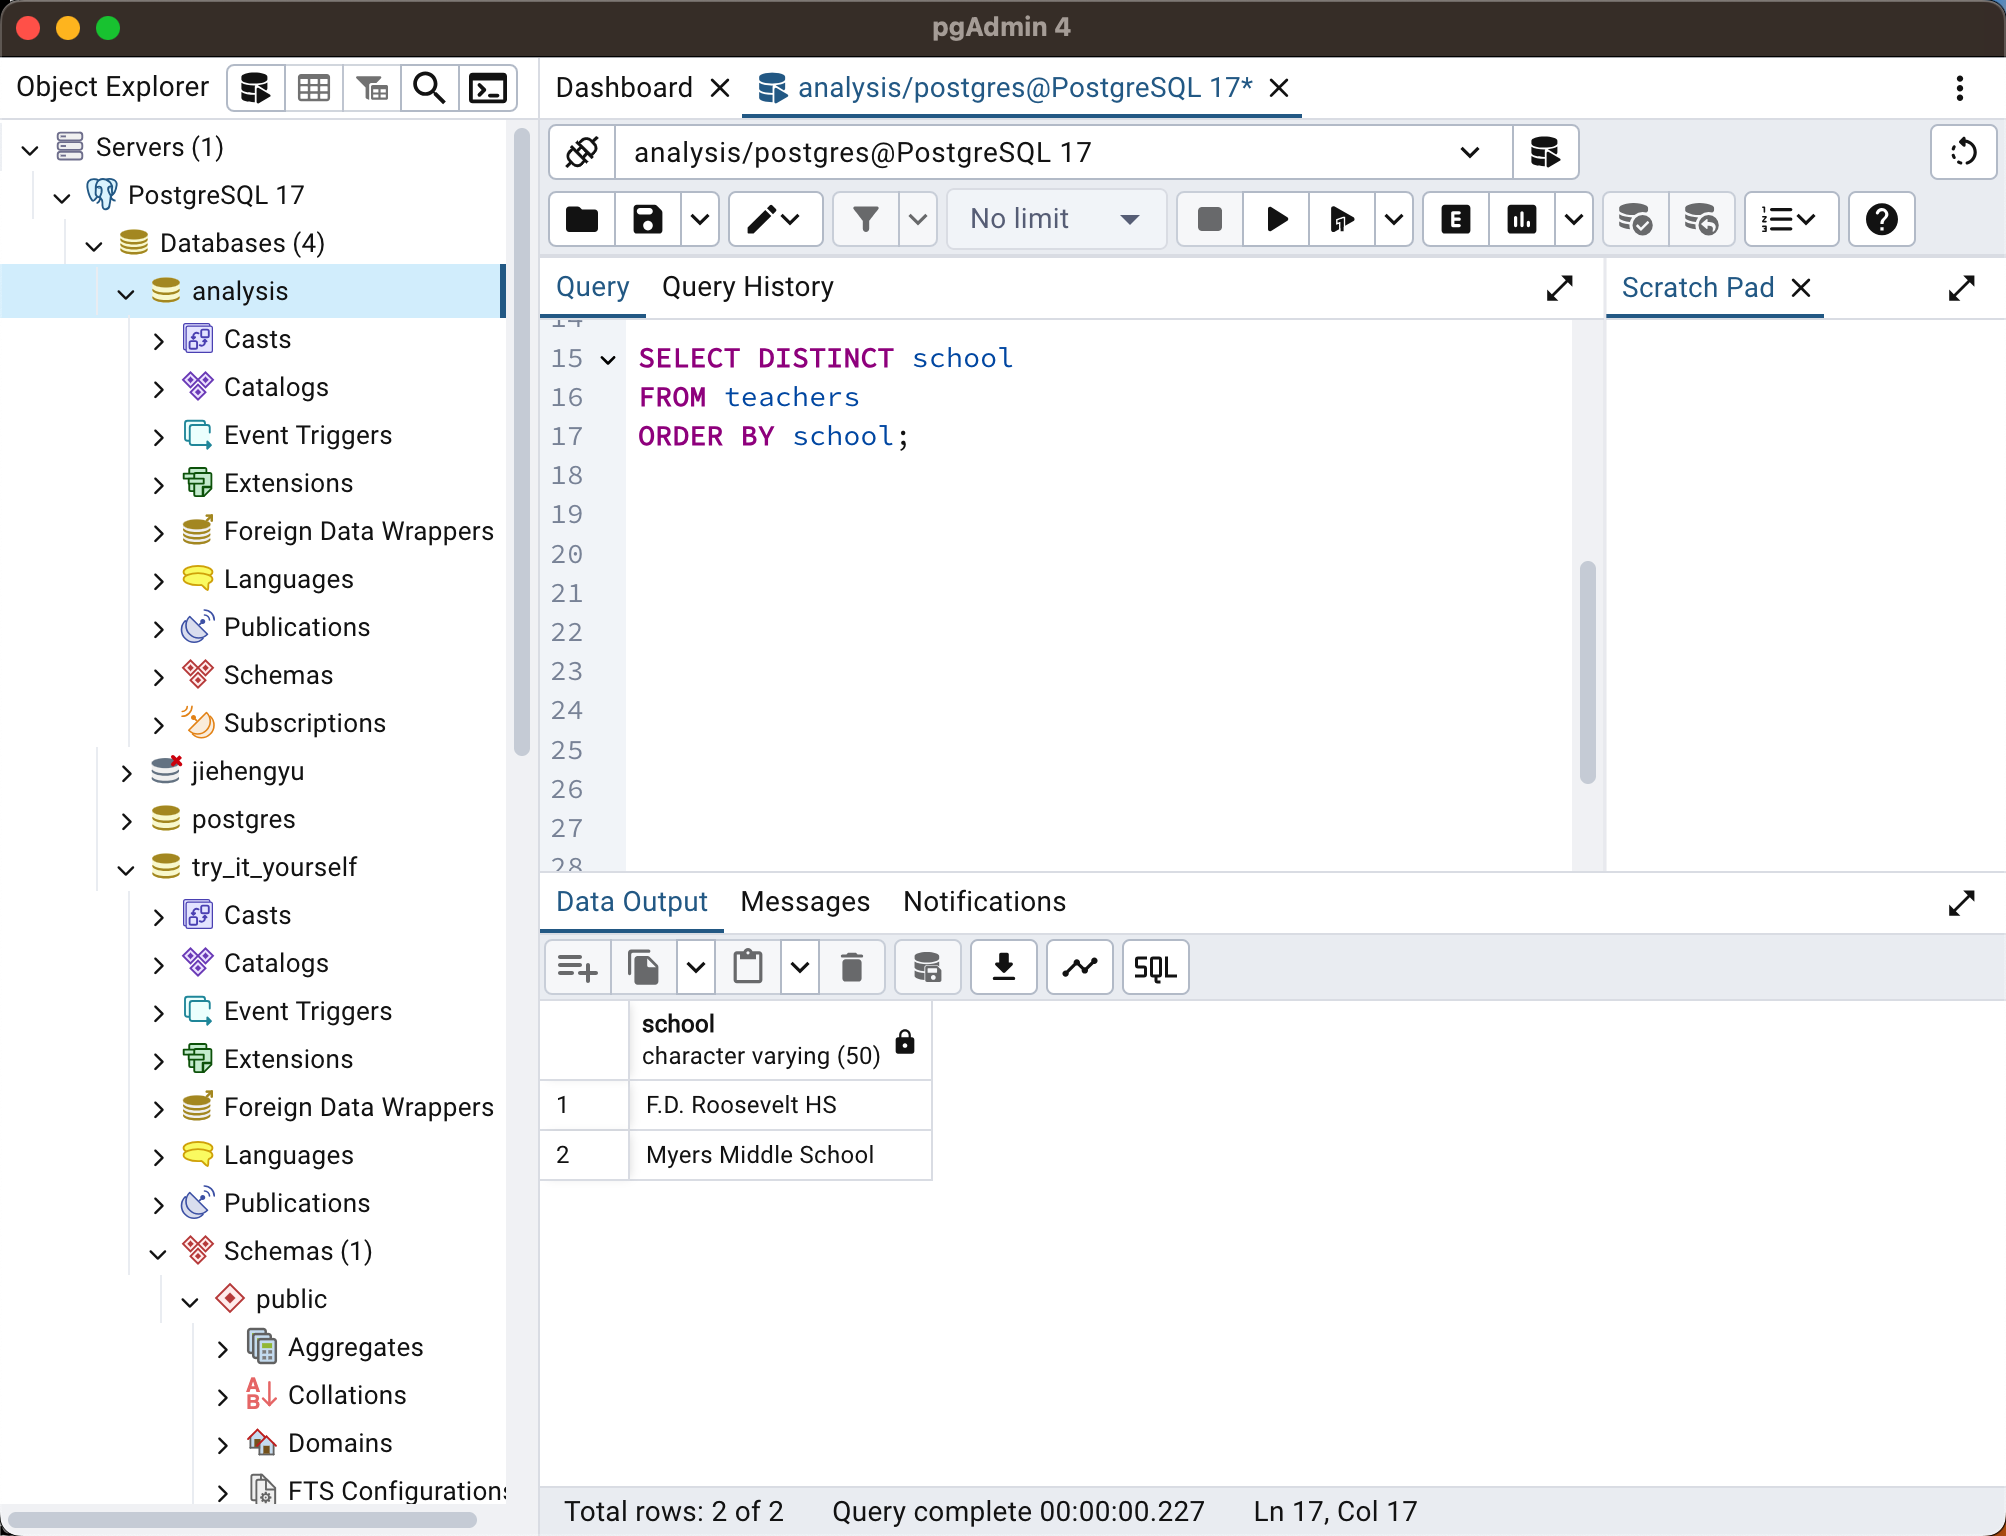 pgAdmin 4
Object Explorer
Dashboard
analysis/postgres@PostgreSQL 17*
Servers (1)
PostgreSQL 17
Databases (4)
analysis
Casts
Catalogs
Event Triggers
Extensions
Foreign Data Wrappers
Languages
Publications
Schemas
Subscriptions
jiehengyu
postgres
try_it_yourself
Casts
Catalogs
Event Triggers
Extensions
Foreign Data Wrappers
Languages
Publications
Schemas (1)
public
Aggregates
Collations
Domains
FTS Configurations
analysis/postgres@PostgreSQL 17
No limit
E
Query
Query History
Scratch Pad
14
15 SELECT DISTINCT school
16 FROM teachers
17 ORDER BY school;
18
19
20
21
22
23
24
25
26
27
28
Data Output
Messages
Notifications
SQL
school
character varying (50)
1 F.D. Roosevelt HS
2 Myers Middle School
Total rows: 2 of 2
Query complete 00:00:00.227
Ln 17, Col 17